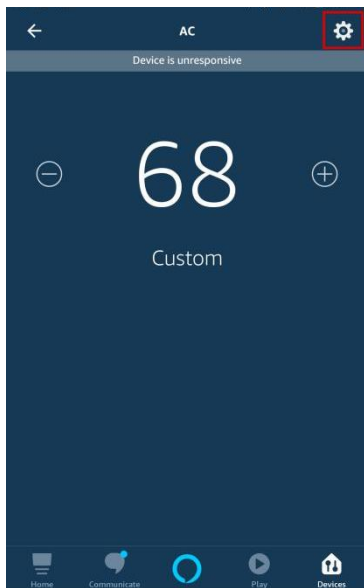 AC
Device is unresponsive
68
Custom
Home Communicate Play Devices